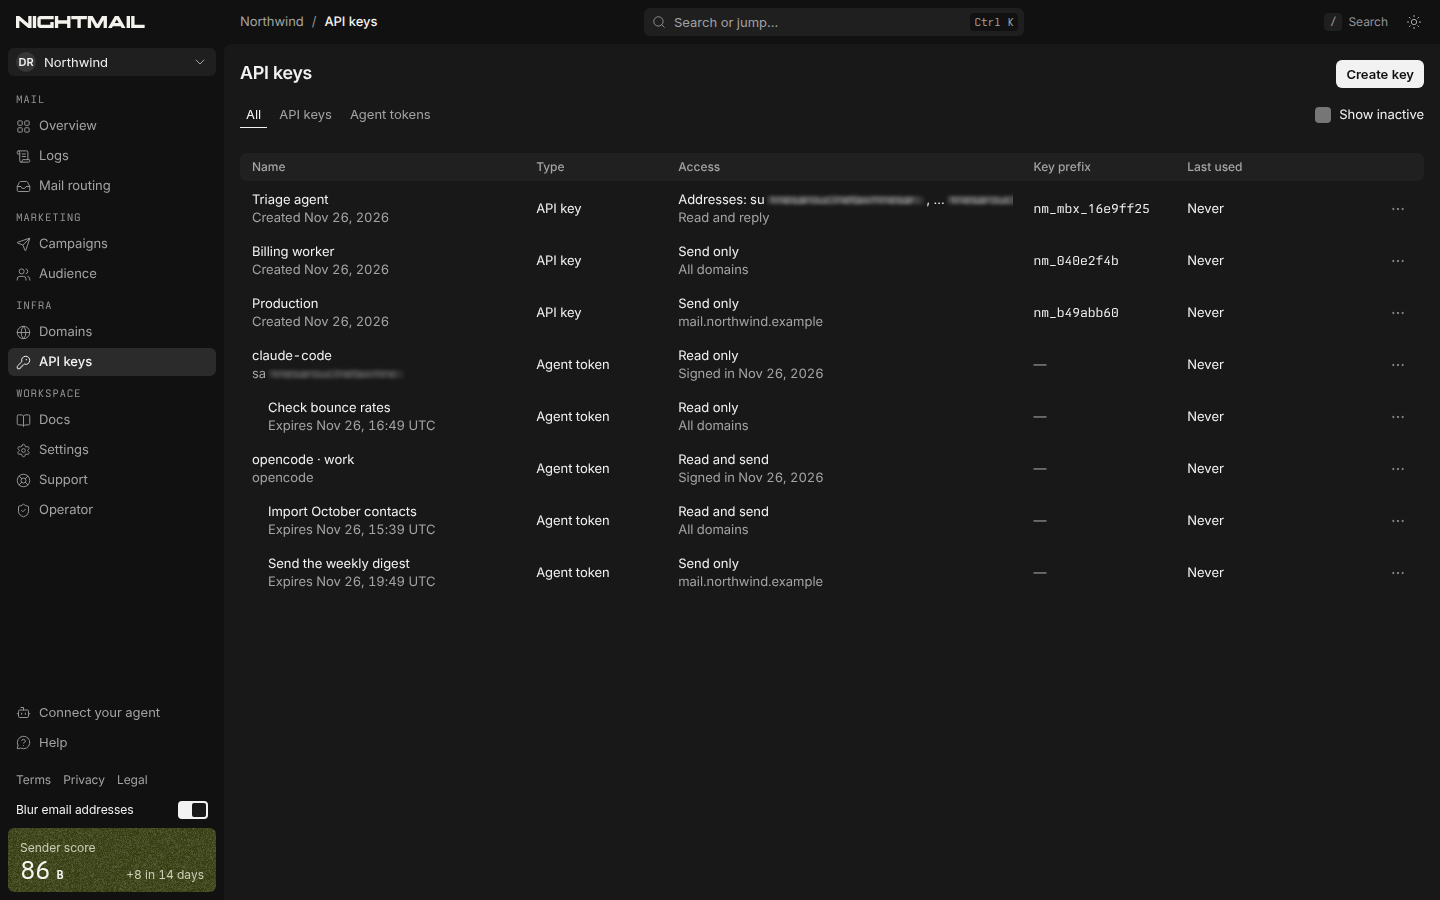 NIGHTMAIL
Northwind / API keys
Search or jump...
Ctrl K
/ Search
DR Northwind
MAIL
Overview
Logs
Mail routing
MARKETING
Campaigns
Audience
INFRA
Domains
API keys
WORKSPACE
Docs
Settings
Support
Operator
Connect your agent
Help
Terms Privacy Legal
Blur email addresses
Sender score
86 B
+8 in 14 days
API keys
Create key
All API keys Agent tokens
Show inactive
Name Type Access Key prefix Last used
Triage agent
Created Nov 26, 2026
API key
Addresses: su , ...
Read and reply
nm_mbx_16e9ff25
Never
Billing worker
Created Nov 26, 2026
API key
Send only
All domains
nm_040e2f4b
Never
Production
Created Nov 26, 2026
API key
Send only
mail.northwind.example
nm_b49abb60
Never
claude-code
sa
Agent token
Read only
Signed in Nov 26, 2026
—
Never
Check bounce rates
Expires Nov 26, 16:49 UTC
Agent token
Read only
All domains
—
Never
opencode · work
opencode
Agent token
Read and send
Signed in Nov 26, 2026
—
Never
Import October contacts
Expires Nov 26, 15:39 UTC
Agent token
Read and send
All domains
—
Never
Send the weekly digest
Expires Nov 26, 19:49 UTC
Agent token
Send only
mail.northwind.example
—
Never